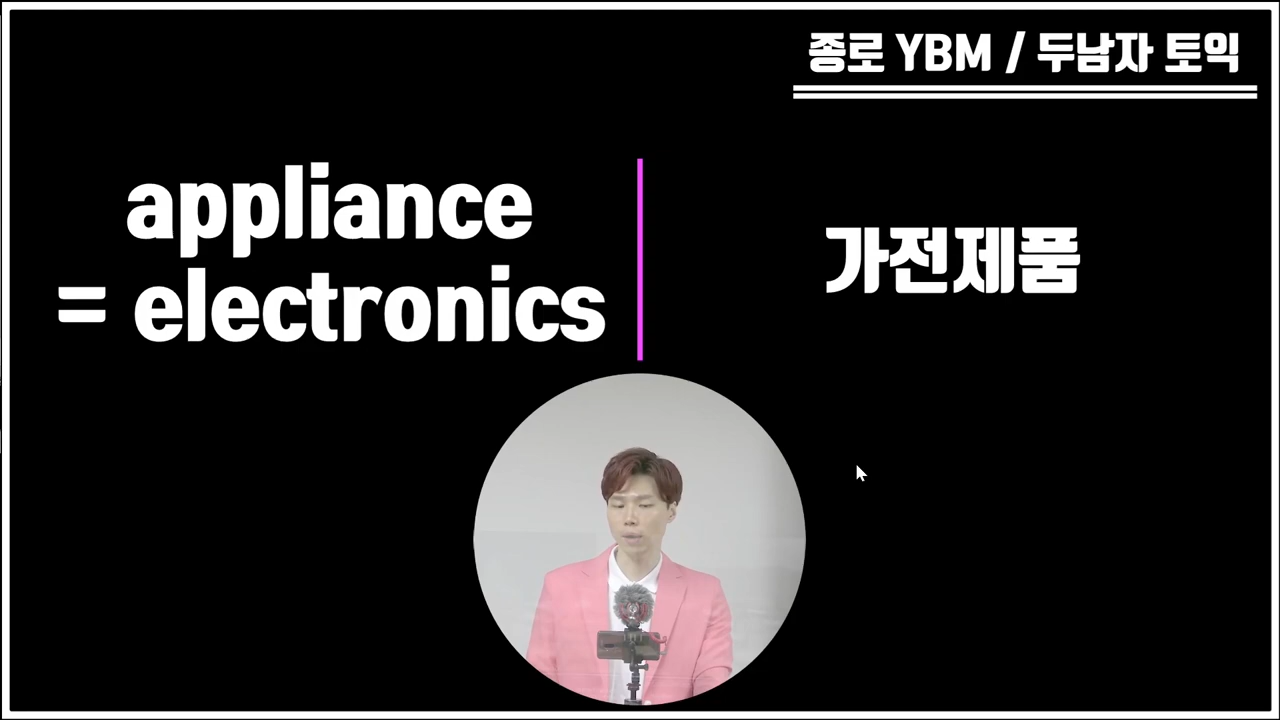 종로 YBM / 두남자 토익
appliance
= electronics
가전제품